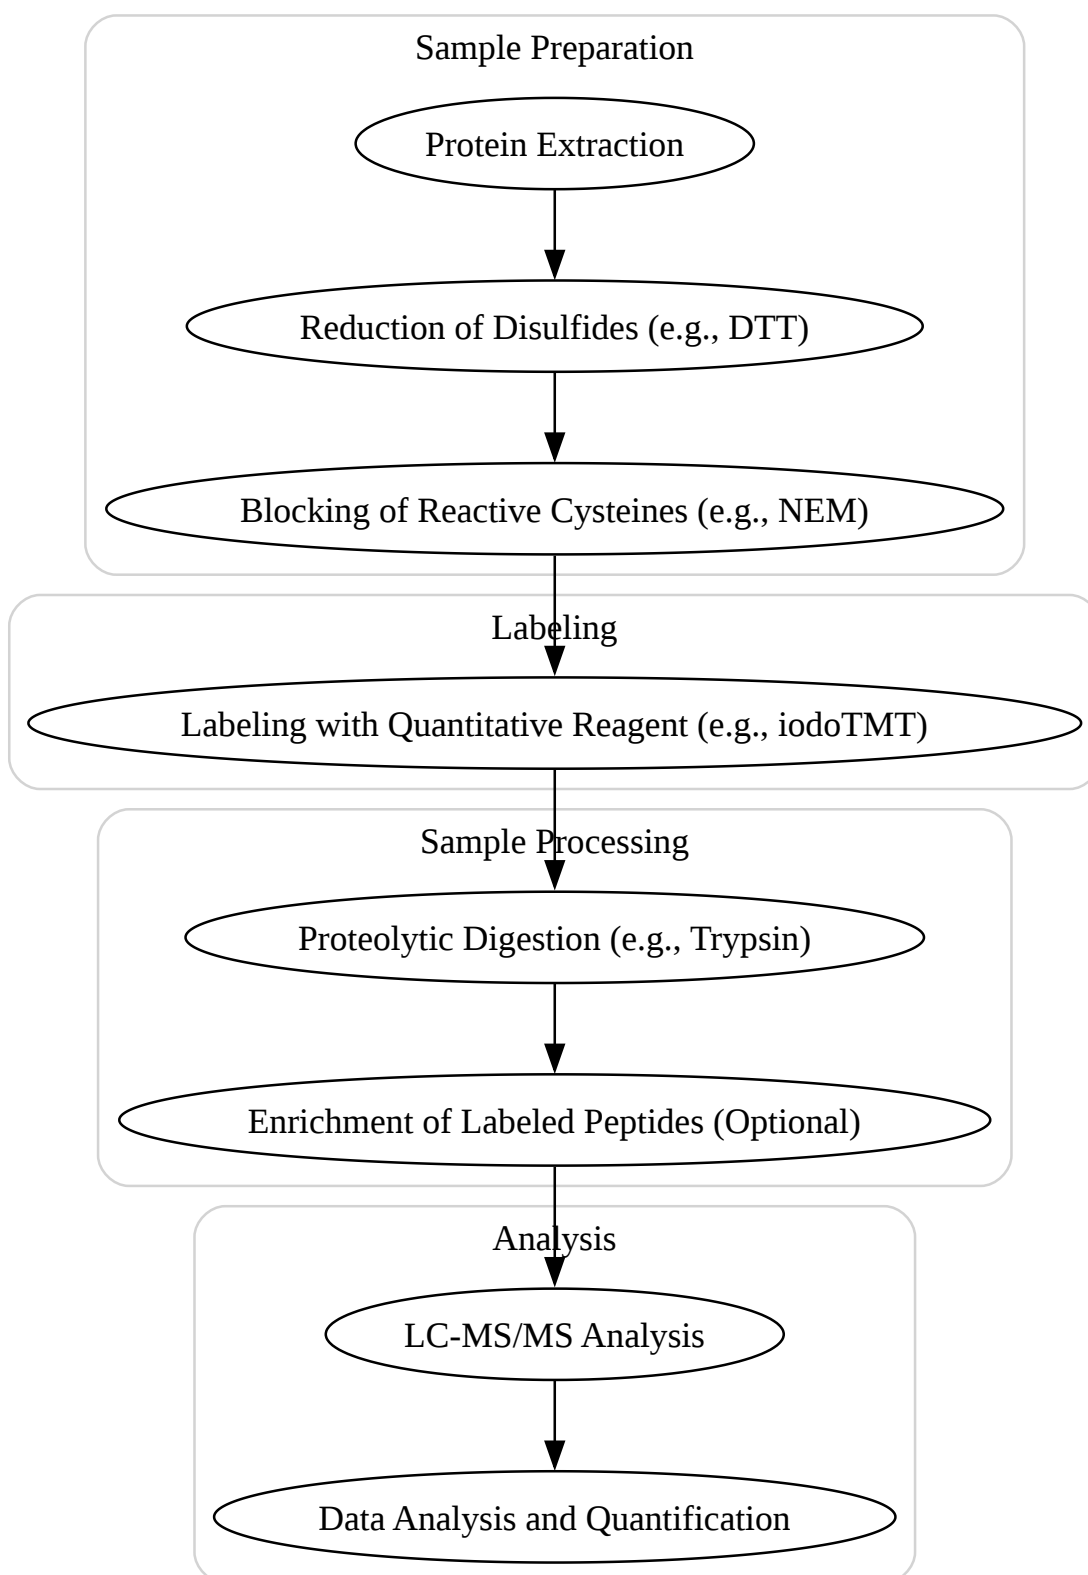 Sample Preparation
Protein Extraction
Reduction of Disulfides (e.g., DTT)
Blocking of Reactive Cysteines (e.g., NEM)
Labeling
Labeling with Quantitative Reagent (e.g., iodoTMT)
Sample Processing
Proteolytic Digestion (e.g., Trypsin)
Enrichment of Labeled Peptides (Optional)
Analysis
LC-MS/MS Analysis
Data Analysis and Quantification